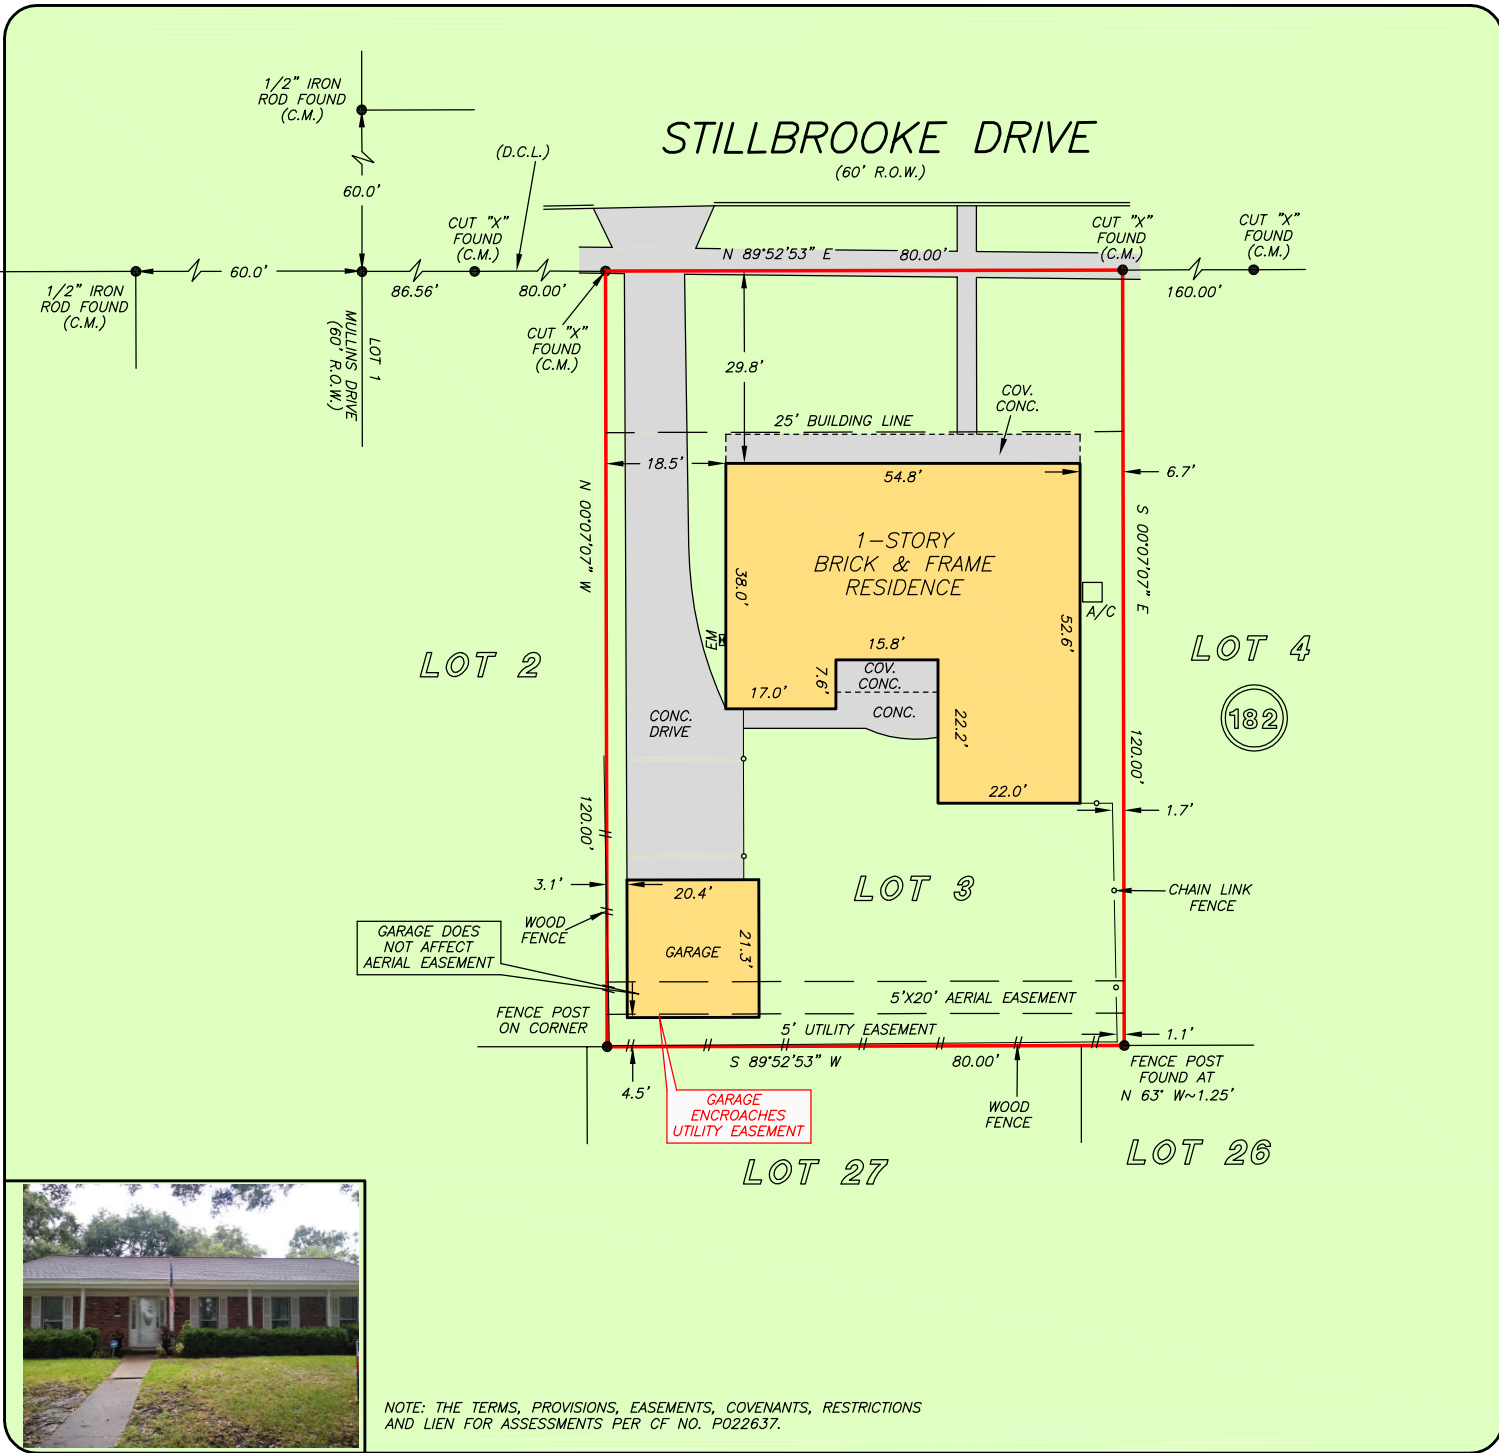 1/2" IRON
ROD FOUND
(C.M.)
STILLBROOKE DRIVE
(60' R.O.W.)
(D.C.L.)
60.0'
CUT "X"
FOUND
(C.M.)
CUT "X"
FOUND
(C.M.)
CUT "X"
FOUND
(C.M.)
N 89°52'53" E
80.00'
60.0'
86.56'
80.00'
160.00'
1/2" IRON
ROD FOUND
(C.M.)
LOT 1
MULLINS DRIVE
(60' R.O.W.)
CUT "X"
FOUND
(C.M.)
29.8'
COV.
CONC.
25' BUILDING LINE
18.5'
54.8'
6.7'
N 00°07'07" W
S 00°07'07" E
1-STORY
BRICK & FRAME
RESIDENCE
38.0'
A/C
EM
52.6'
15.8'
LOT 2
LOT 4
COV.
CONC.
7.6'
17.0'
CONC.
22.2'
CONC.
DRIVE
182
120.00'
120.00'
22.0'
1.7'
3.1'
20.4'
LOT 3
CHAIN LINK
FENCE
WOOD
FENCE
GARAGE DOES
NOT AFFECT
AERIAL EASEMENT
GARAGE
21.3'
5'X20' AERIAL EASEMENT
FENCE POST
ON CORNER
5' UTILITY EASEMENT
1.1'
S 89°52'53" W
80.00'
FENCE POST
FOUND AT
N 63° W~1.25'
4.5'
GARAGE
ENCROACHES
UTILITY EASEMENT
WOOD
FENCE
LOT 27
LOT 26
NOTE: THE TERMS, PROVISIONS, EASEMENTS, COVENANTS, RESTRICTIONS
AND LIEN FOR ASSESSMENTS PER CF NO. P022637.